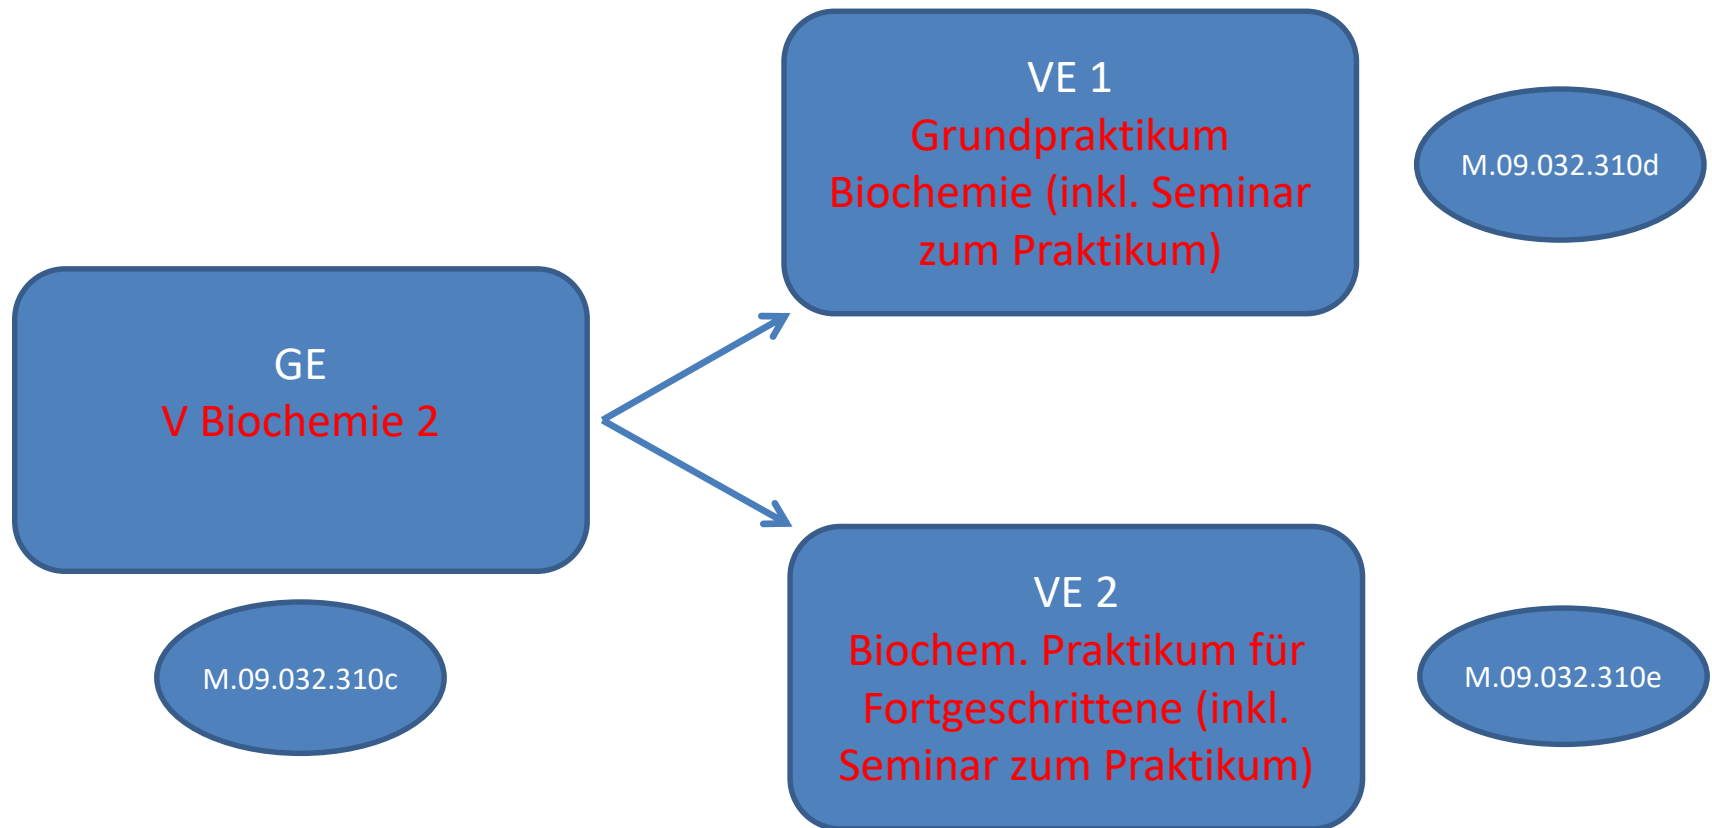 VE 1
Grundpraktikum
Biochemie (inkl. Seminar
zum Praktikum)
M.09.032.310d
GE
V Biochemie 2
M.09.032.310c
VE 2
Biochem. Praktikum für
Fortgeschrittene (inkl.
Seminar zum Praktikum)
M.09.032.310e